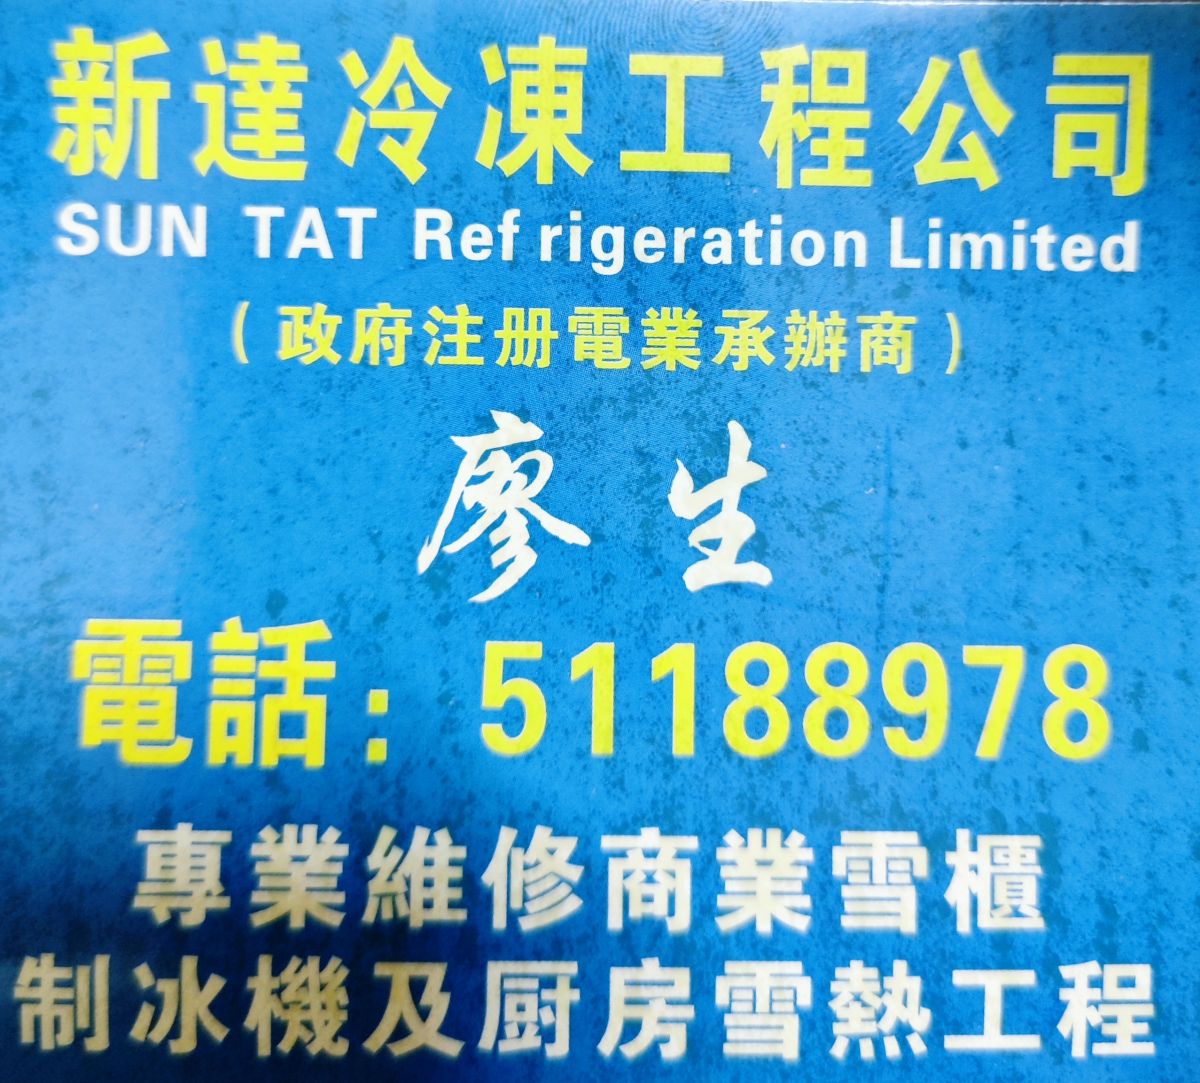 新達冷凍工程公司
SUN TAT Refrigeration Limited
（政府注册電業承辦商）
廖生
電話：51188978
專業維修商業雪櫃
制冰機及厨房雪熱工程